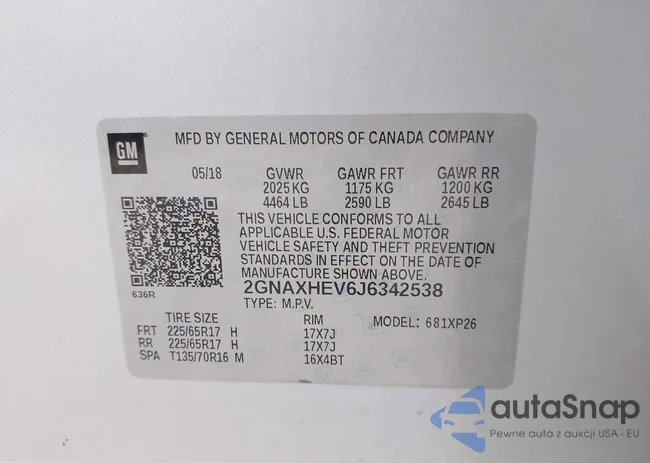 GM
MFD BY GENERAL MOTORS OF CANADA COMPANY
05/18 GVWR GAWR FRT GAWR RR
2025 KG 1175 KG 1200 KG
4464 LB 2590 LB 2645 LB
THIS VEHICLE CONFORMS TO ALL
APPLICABLE U.S. FEDERAL MOTOR
VEHICLE SAFETY AND THEFT PREVENTION
STANDARDS IN EFFECT ON THE DATE
OF MANUFACTURE SHOWN ABOVE.
636R
2GNAXHEV6J6342538
TYPE: M.P.V.
TIRE SIZE RIM MODEL: 681XP26
FRT 225/65R17 H 17X7J
RR 225/65R17 H 17X7J
SPA T135/70R16 M 16X4BT
autaSnap
Pewne auta z aukcji USA i EU